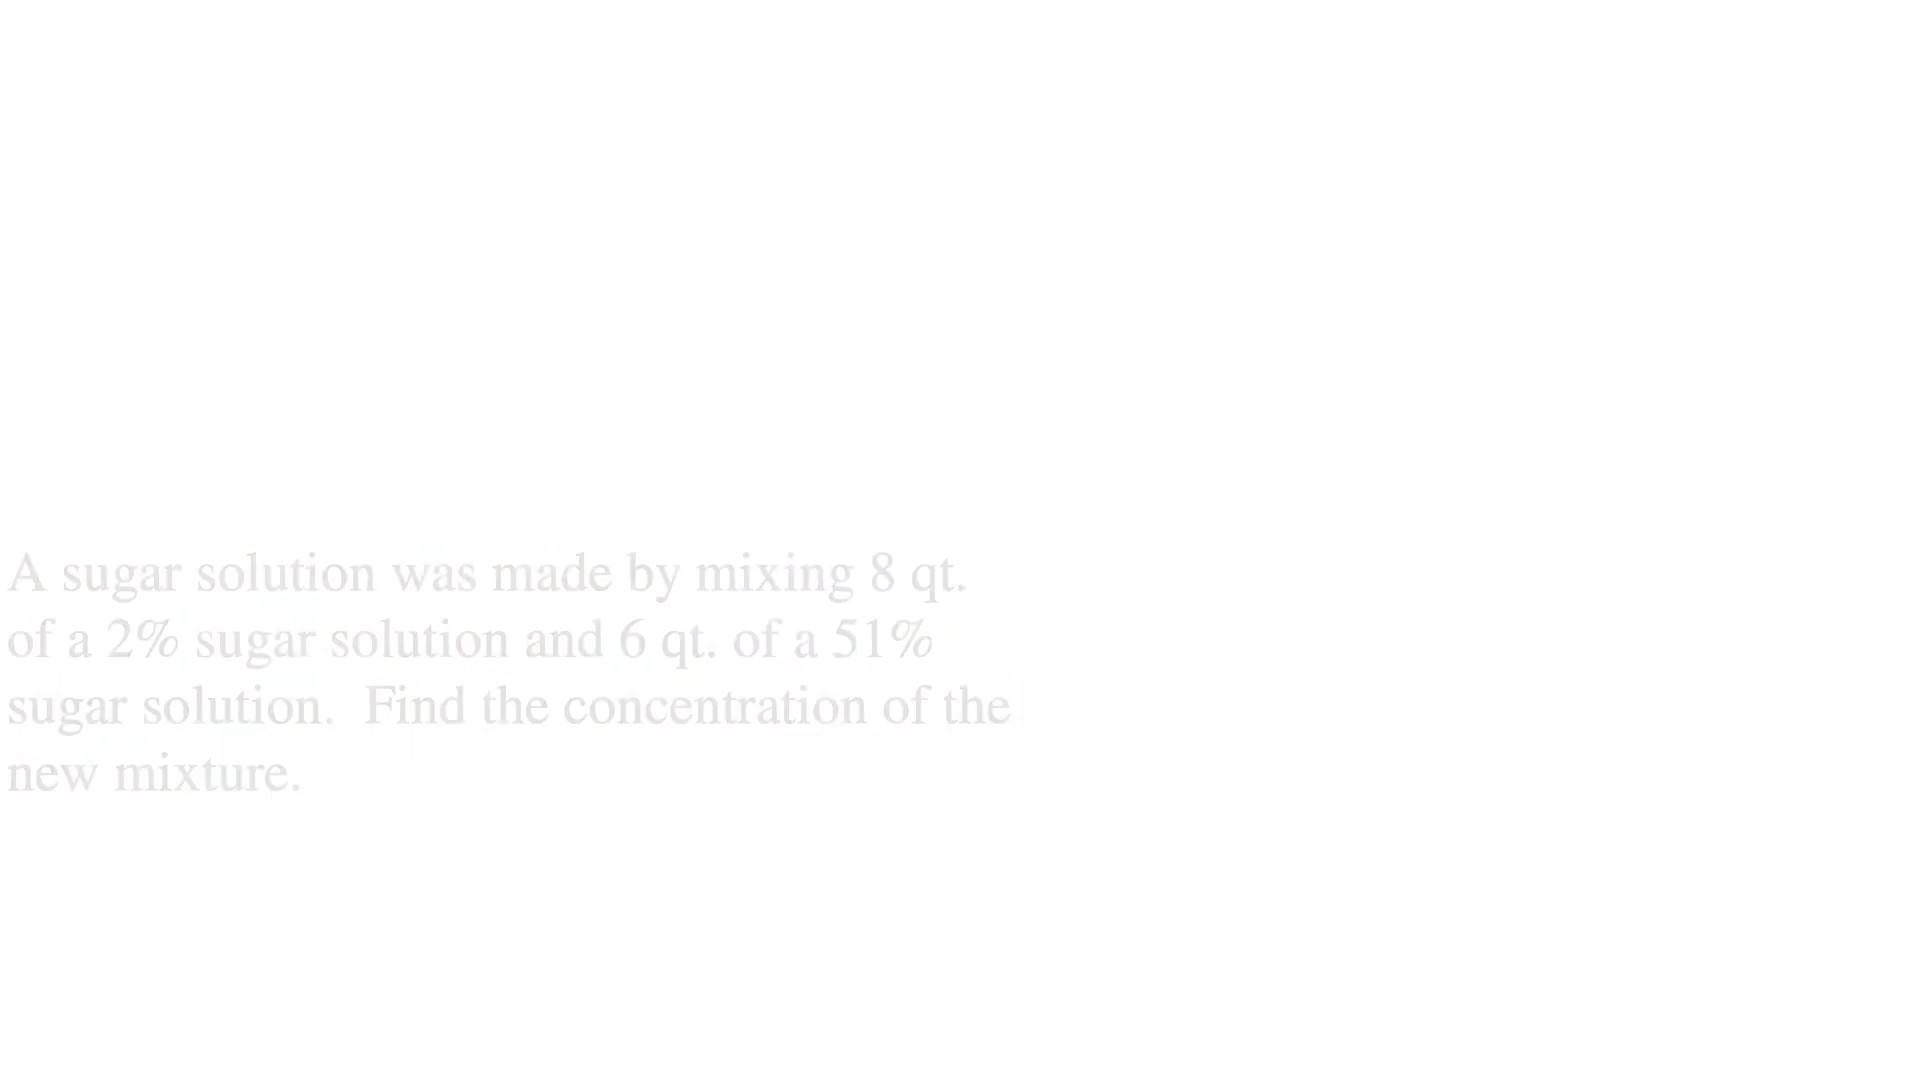 A sugar solution was made by mixing 8 qt.
of a 2% sugar solution and 6 qt. of a 51%
sugar solution.  Find the concentration of the
new mixture.